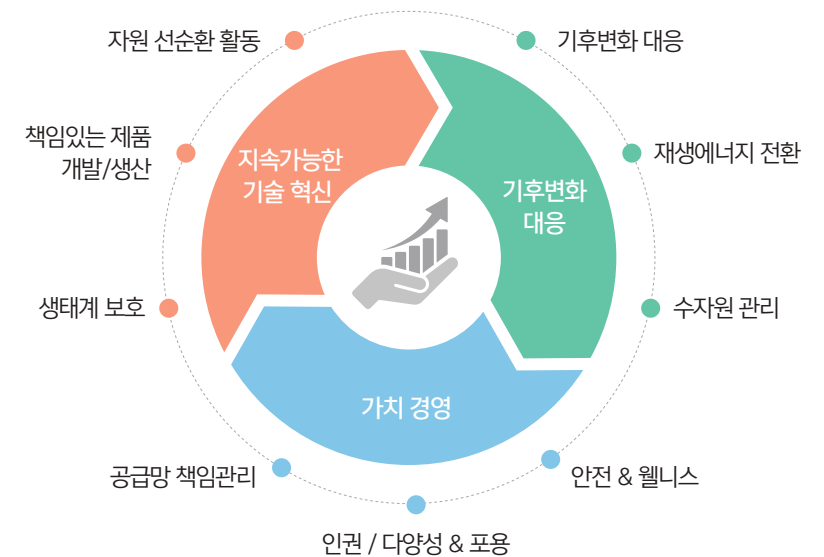 자원 선순환 활동
기후변화 대응
책임있는 제품
개발/생산
지속가능한
기술 혁신
재생에너지 전환
기후변화
대응
생태계 보호
수자원 관리
가치 경영
공급망 책임관리
안전 & 웰니스
인권 / 다양성 & 포용